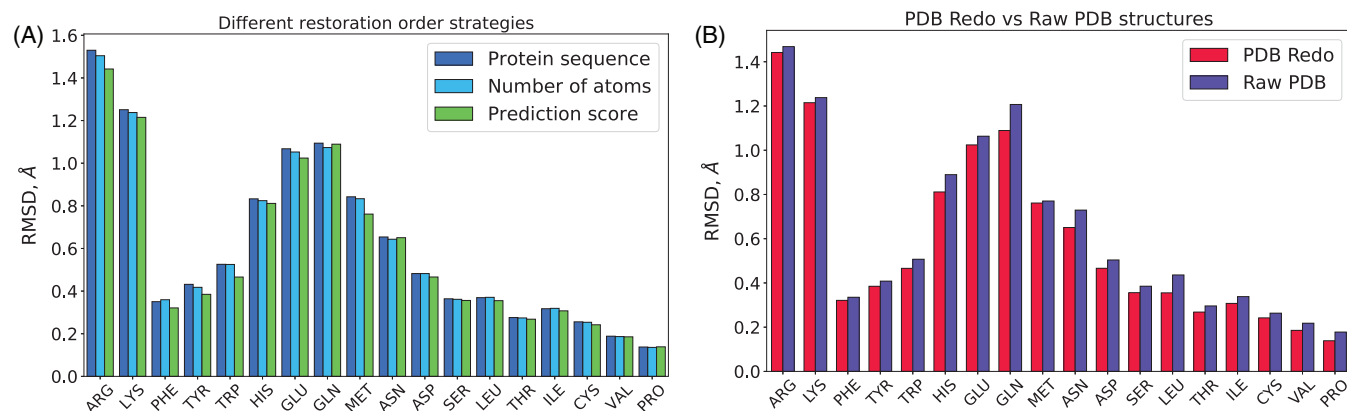 (A)
Different restoration order strategies
Protein sequence
Number of atoms
Prediction score
RMSD, Å
1.6
1.4
1.2
1.0
0.8
0.6
0.4
0.2
0.0
ARG LYS PHE TYR TRP HIS GLU GLN MET ASN ASP SER LEU THR ILE CYS VAL PRO
(B)
PDB Redo vs Raw PDB structures
PDB Redo
Raw PDB
RMSD, Å
1.4
1.2
1.0
0.8
0.6
0.4
0.2
0.0
ARG LYS PHE TYR TRP HIS GLU GLN MET ASN ASP SER LEU THR ILE CYS VAL PRO